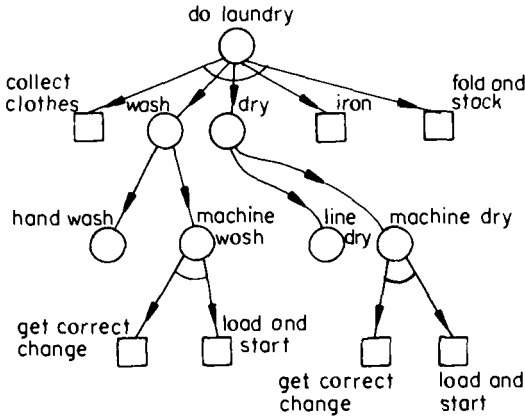 do laundry
collect
clothes
wash
dry
iron
fold and
stack
hand wash
machine
wosh
line
dry
machine dry
get correct
change
load and
start
get correct
change
load and
start